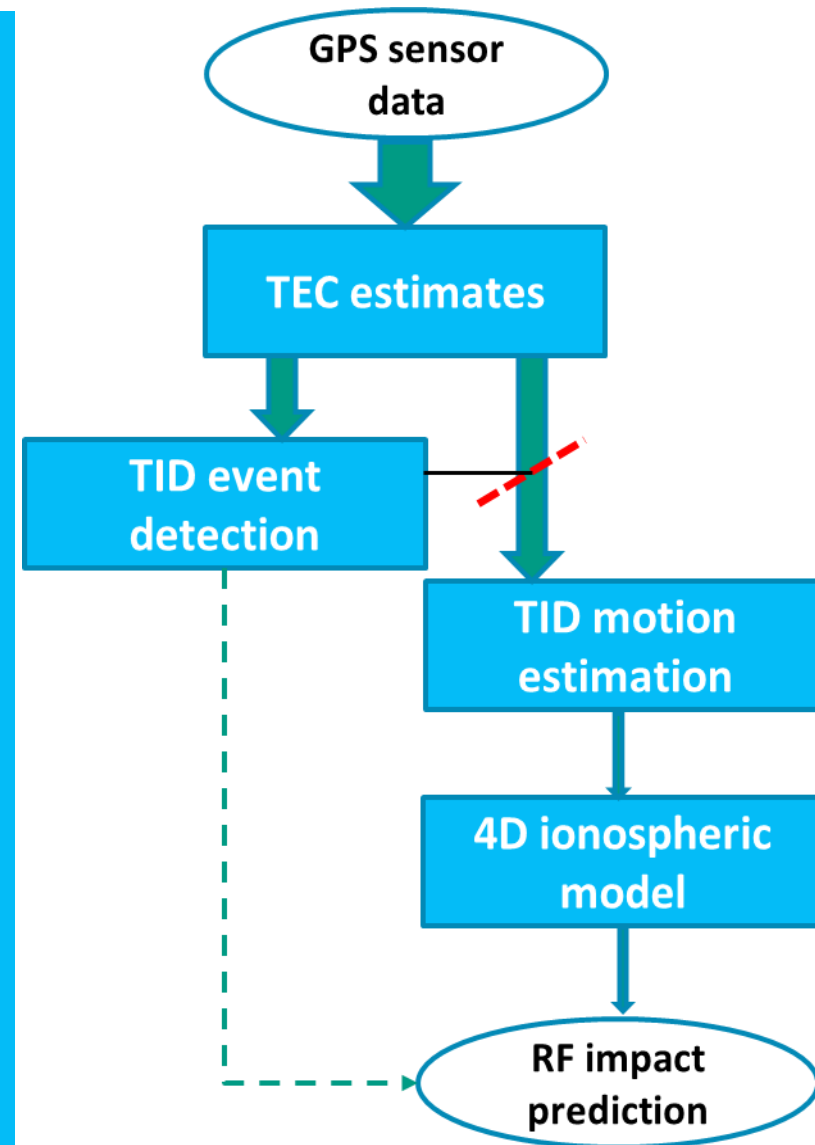 GPS sensor
data
TEC estimates
TID event
detection
TID motion
estimation
4D ionospheric
model
RF impact
prediction